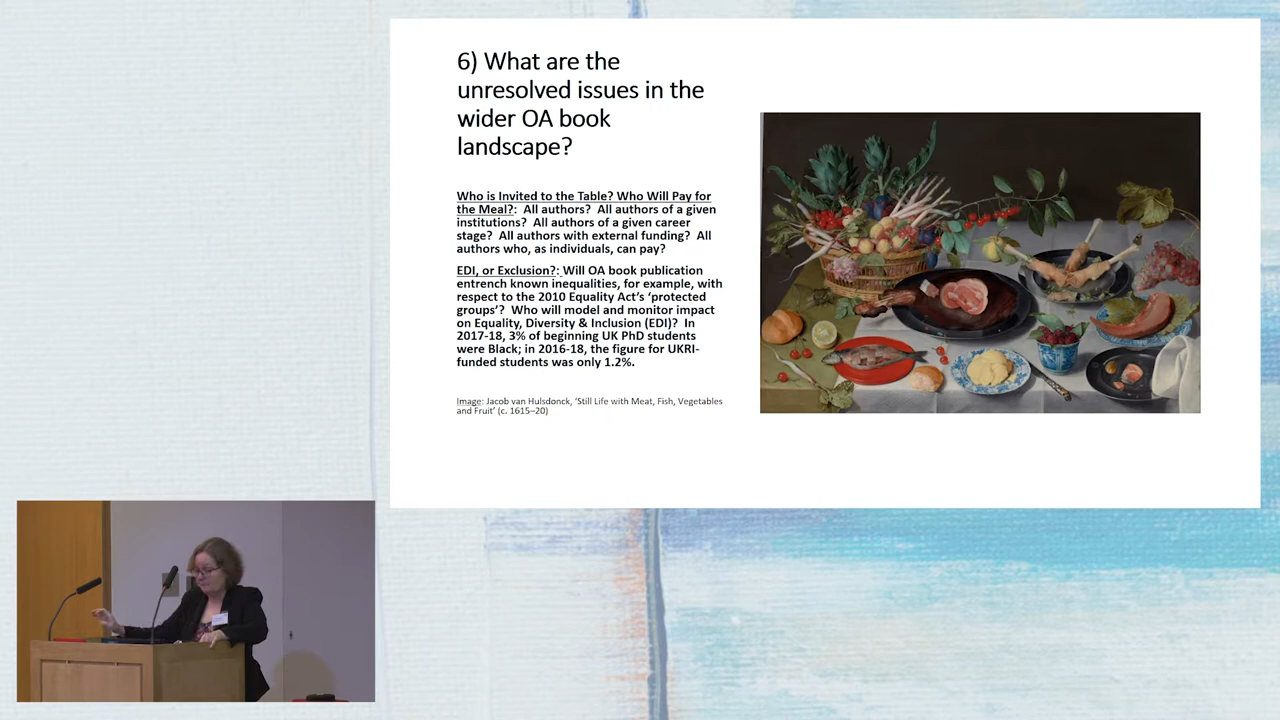 6) What are the
unresolved issues in the
wider OA book
landscape?
Who is Invited to the Table? Who Will Pay for
the Meal?: All authors? All authors of a given
institutions? All authors of a given career
stage? All authors with external funding? All
authors who, as individuals, can pay?
EDI, or Exclusion?: Will OA book publication
entrench known inequalities, for example, with
respect to the 2010 Equality Act's 'protected
groups'? Who will model and monitor impact
on Equality, Diversity & Inclusion (EDI)? In
2017-18, 3% of beginning UK PhD students
were Black; in 2016-18, the figure for UKRI-
funded students was only 1.2%.
Image: Jacob van Hulsdonck, 'Still Life with Meat, Fish, Vegetables
and Fruit' (c. 1615–20)